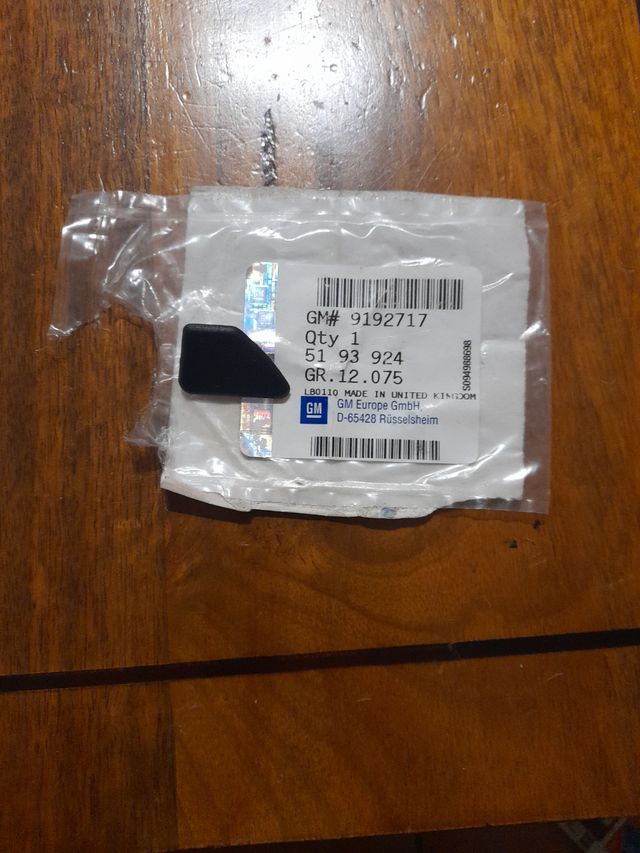 GM# 9192717
Qty 1
51 93 924
GR.12.075
LB0110 MADE IN UNITED KINGDOM
GM
GM Europe GmbH
D-65428 Rüsselsheim
S094988698